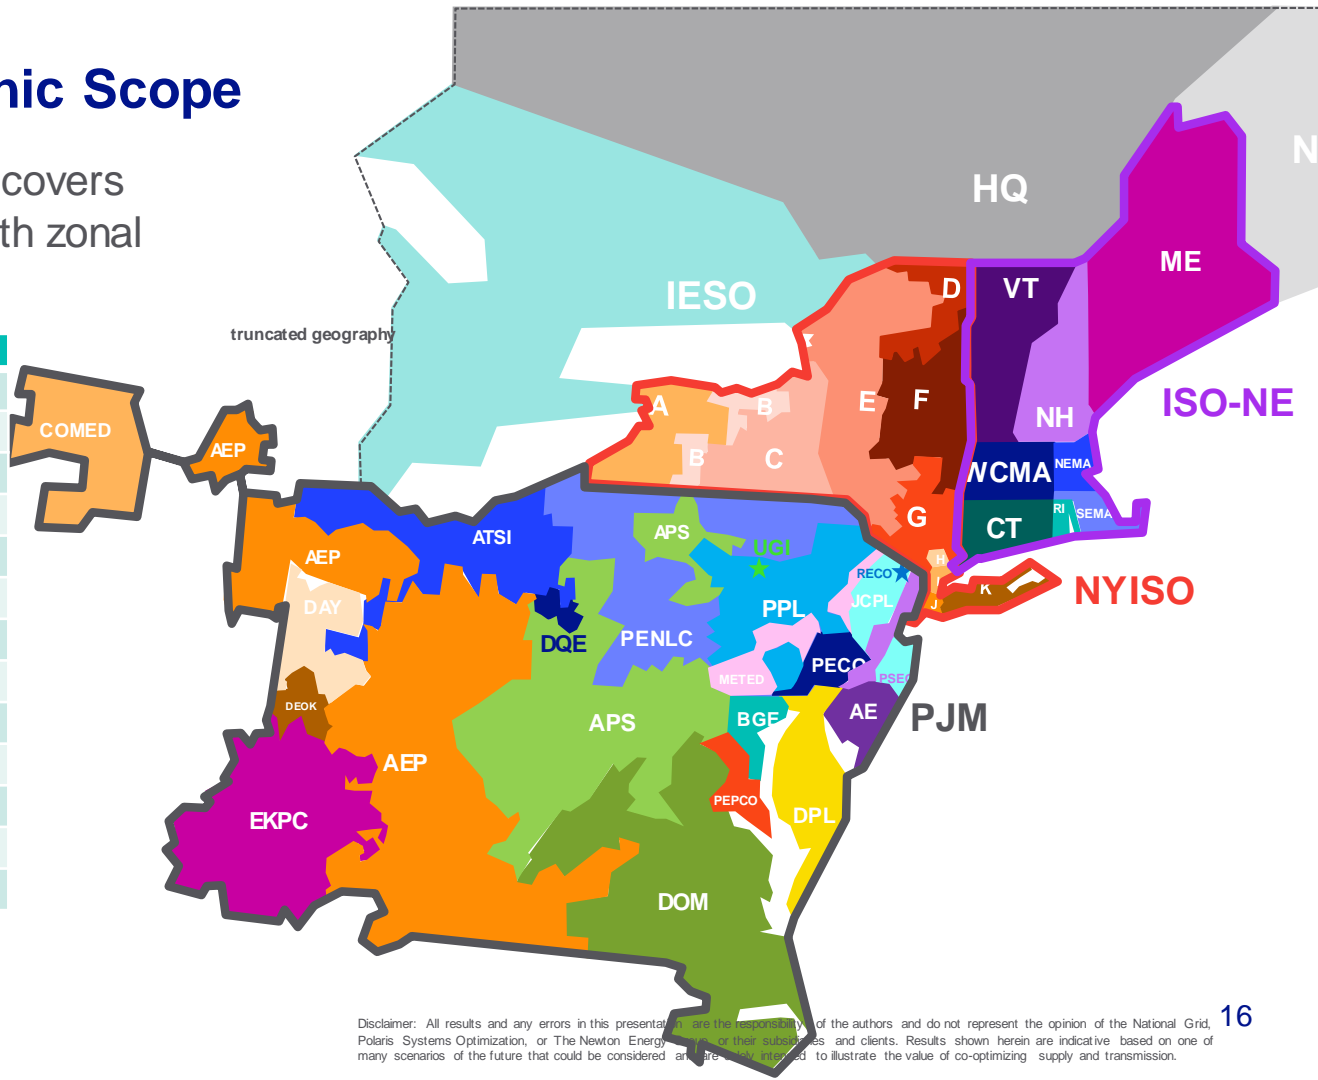 nic Scope
covers
th zonal
truncated geography
HQ
N
IESO
ME
VT
NH
ISO-NE
D
E
F
A
B
B
C
G
WCMA
NEMA
CT
RI
SEMA
H
J
K
NYISO
COMED
AEP
AEP
ATSI
APS
UGI
RECO
JCPL
DAY
DQE
PENLC
PPL
PECO
PSEG
METED
DEOK
APS
BGE
AE
PJM
AEP
PEPCO
DPL
EKPC
DOM
Disclaimer: All results and any errors in this presentation are the responsibility of the authors and do not represent the opinion of the National Grid,
Polaris Systems Optimization, or The Newton Energy Group, or their subsidiaries and clients. Results shown herein are indicative based on one of
many scenarios of the future that could be considered and are solely intended to illustrate the value of co-optimizing supply and transmission.
16